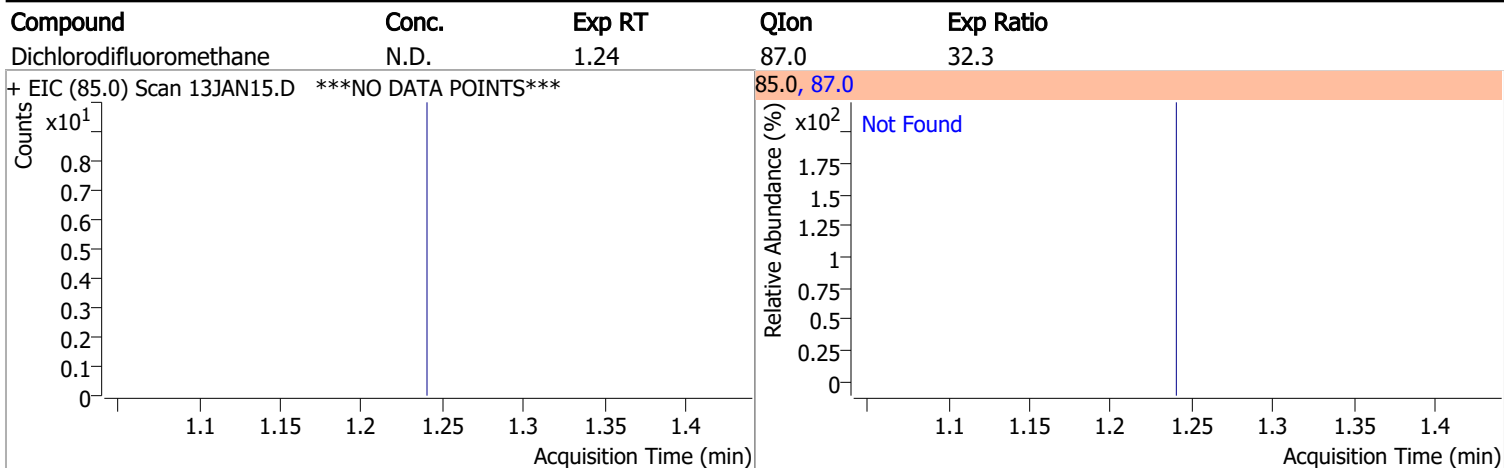 Compound Conc. Exp RT QIon Exp Ratio
Dichlorodifluoromethane N.D. 1.24 87.0 32.3
+ EIC (85.0) Scan 13JAN15.D ***NO DATA POINTS***
Counts
x10¹
0.8
0.7
0.6
0.5
0.4
0.3
0.2
0.1
0
1.1 1.15 1.2 1.25 1.3 1.35 1.4
Acquisition Time (min)
85.0, 87.0
Relative Abundance (%)
x10²
Not Found
1.75
1.5
1.25
1
0.75
0.5
0.25
0
1.1 1.15 1.2 1.25 1.3 1.35 1.4
Acquisition Time (min)